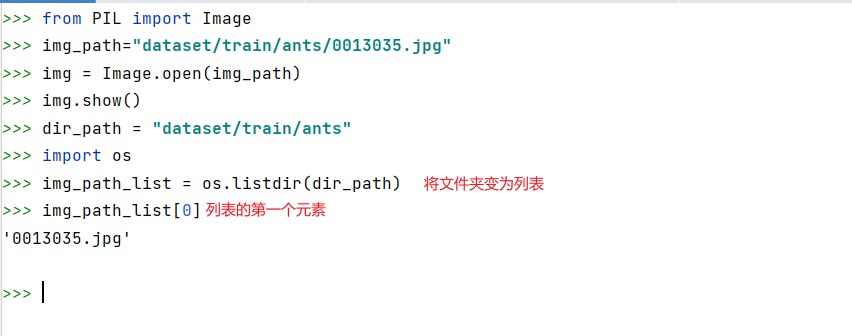 >>> from PIL import Image
>>> img_path="dataset/train/ants/0013035.jpg"
>>> img = Image.open(img_path)
>>> img.show()
>>> dir_path = "dataset/train/ants"
>>> import os
>>> img_path_list = os.listdir(dir_path) 将文件夹变为列表
>>> img_path_list[0] 列表的第一个元素
'0013035.jpg'
>>>